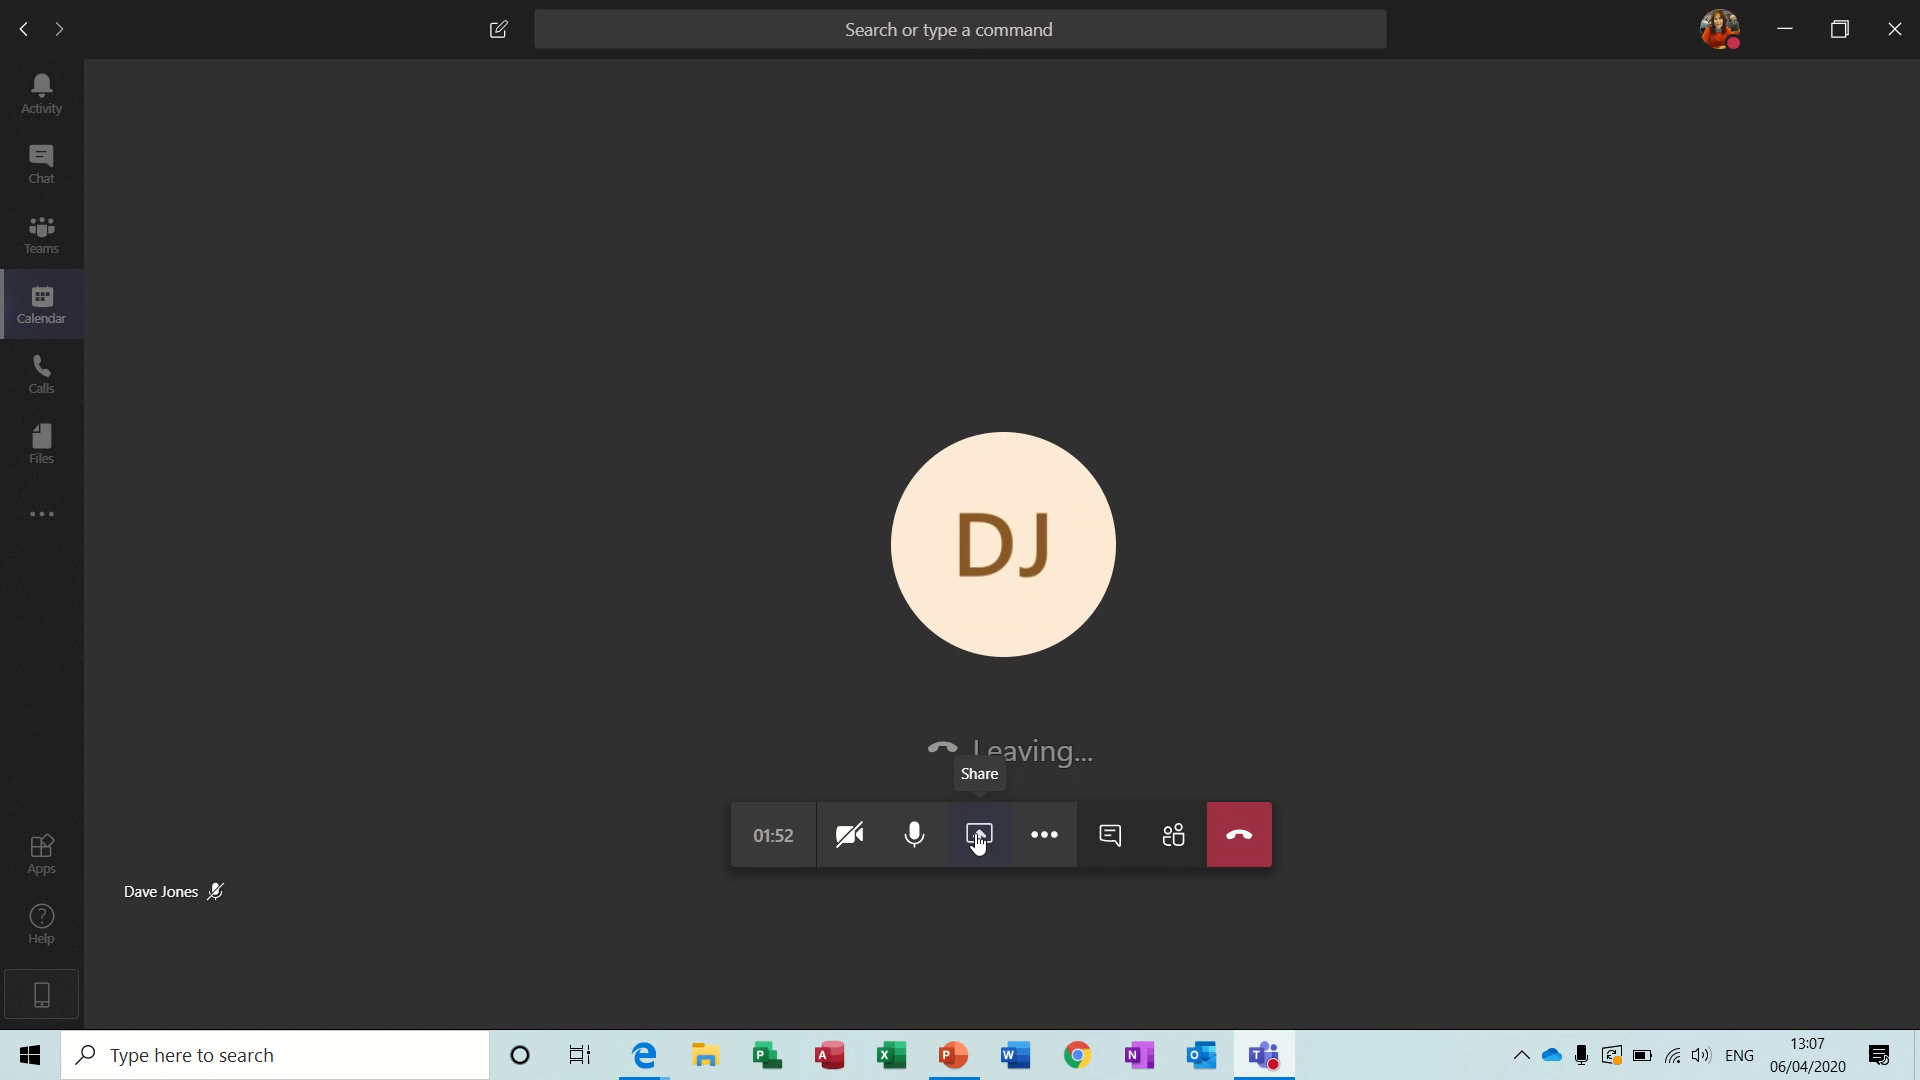 Search or type a command
Activity
Chat
Teams
Calendar
Calls
Files
Apps
Help
DJ
Leaving...
Share
01:52
Dave Jones
Type here to search
P
A
X
P
W
N
O
T
ENG
13:07
06/04/2020